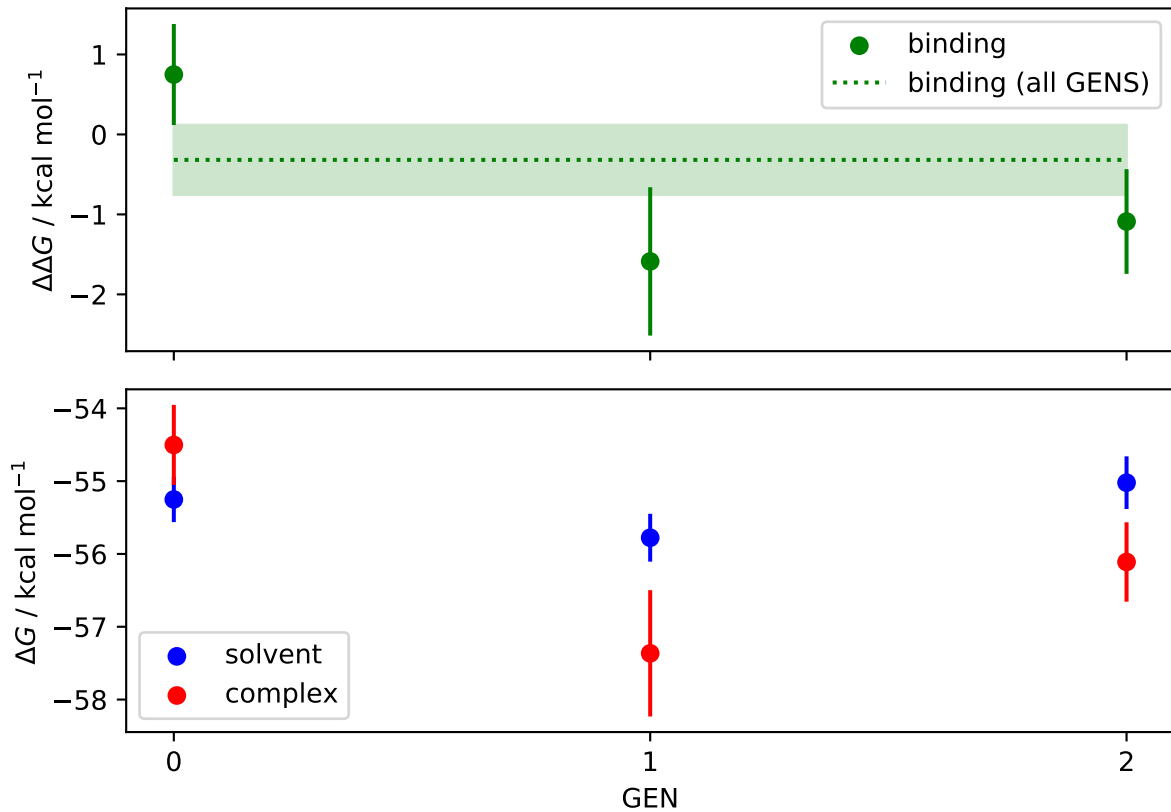 ΔΔG / kcal mol⁻¹
1
0
−1
−2
binding
binding (all GENS)
ΔG / kcal mol⁻¹
−54
−55
−56
−57
−58
solvent
complex
0 1 2
GEN